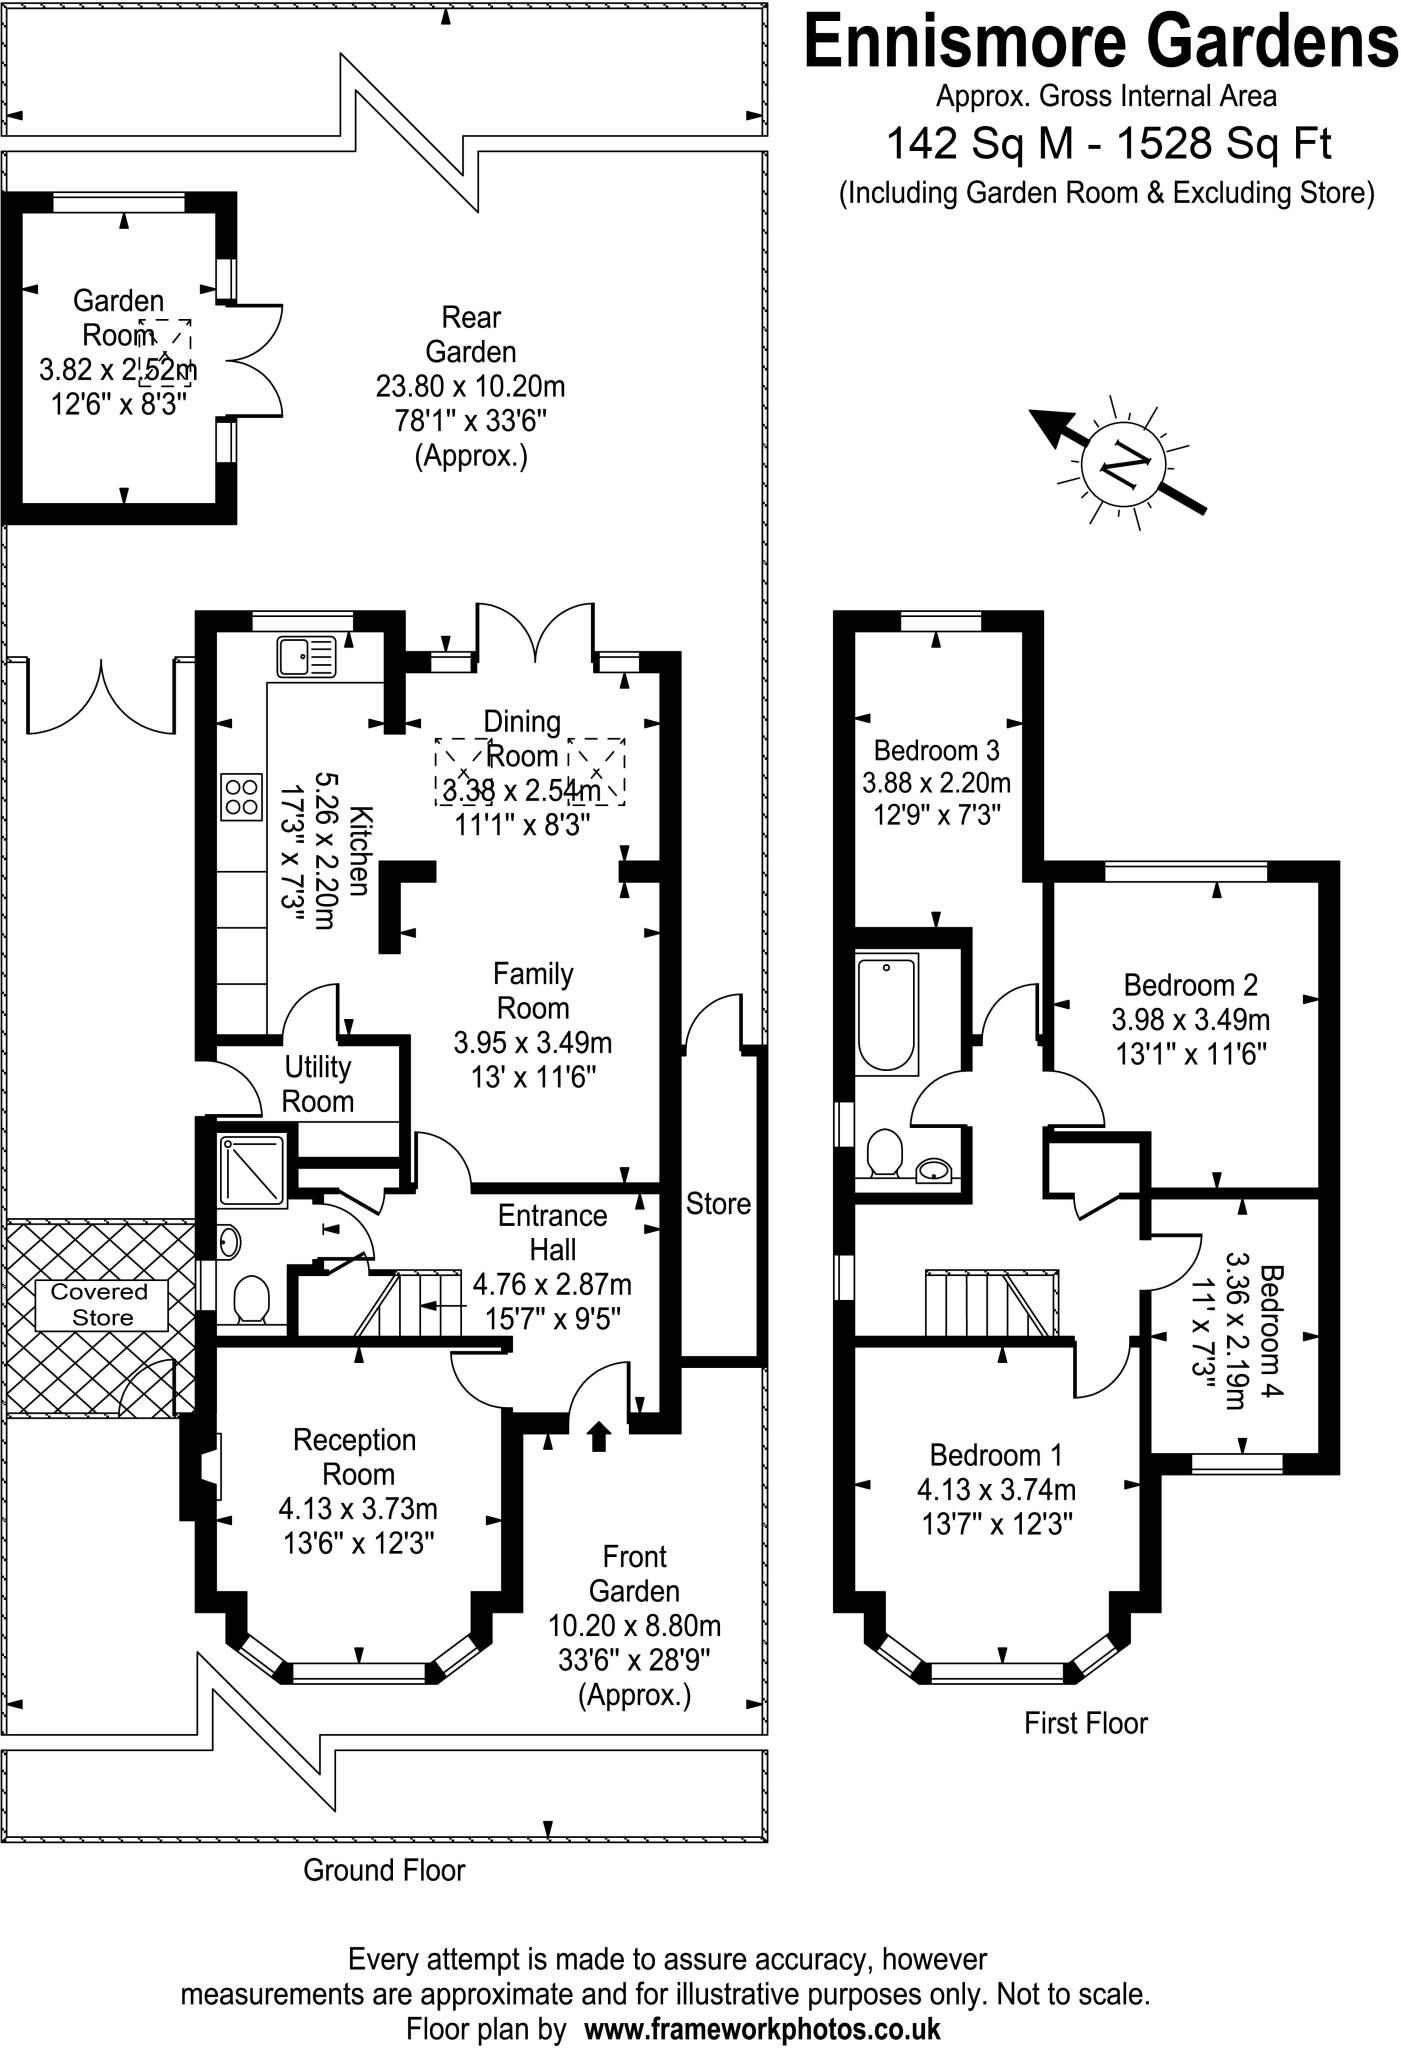 Ennismore Gardens
Approx. Gross Internal Area
142 Sq M - 1528 Sq Ft
(Including Garden Room & Excluding Store)
Garden
Room
3.82 x 2.52m
12'6" x 8'3"
Rear
Garden
23.80 x 10.20m
78'1" x 33'6"
(Approx.)
N
Kitchen
5.26 x 2.20m
17'3" x 7'3"
Dining
Room
3.38 x 2.54m
11'1" x 8'3"
Family
Room
3.95 x 3.49m
13' x 11'6"
Utility
Room
Store
Entrance
Hall
4.76 x 2.87m
15'7" x 9'5"
Covered
Store
Reception
Room
4.13 x 3.73m
13'6" x 12'3"
Front
Garden
10.20 x 8.80m
33'6" x 28'9"
(Approx.)
Ground Floor
Bedroom 3
3.88 x 2.20m
12'9" x 7'3"
Bedroom 2
3.98 x 3.49m
13'1" x 11'6"
Bedroom 4
3.36 x 2.19m
11' x 7'3"
Bedroom 1
4.13 x 3.74m
13'7" x 12'3"
First Floor
Every attempt is made to assure accuracy, however
measurements are approximate and for illustrative purposes only. Not to scale.
Floor plan by www.frameworkphotos.co.uk